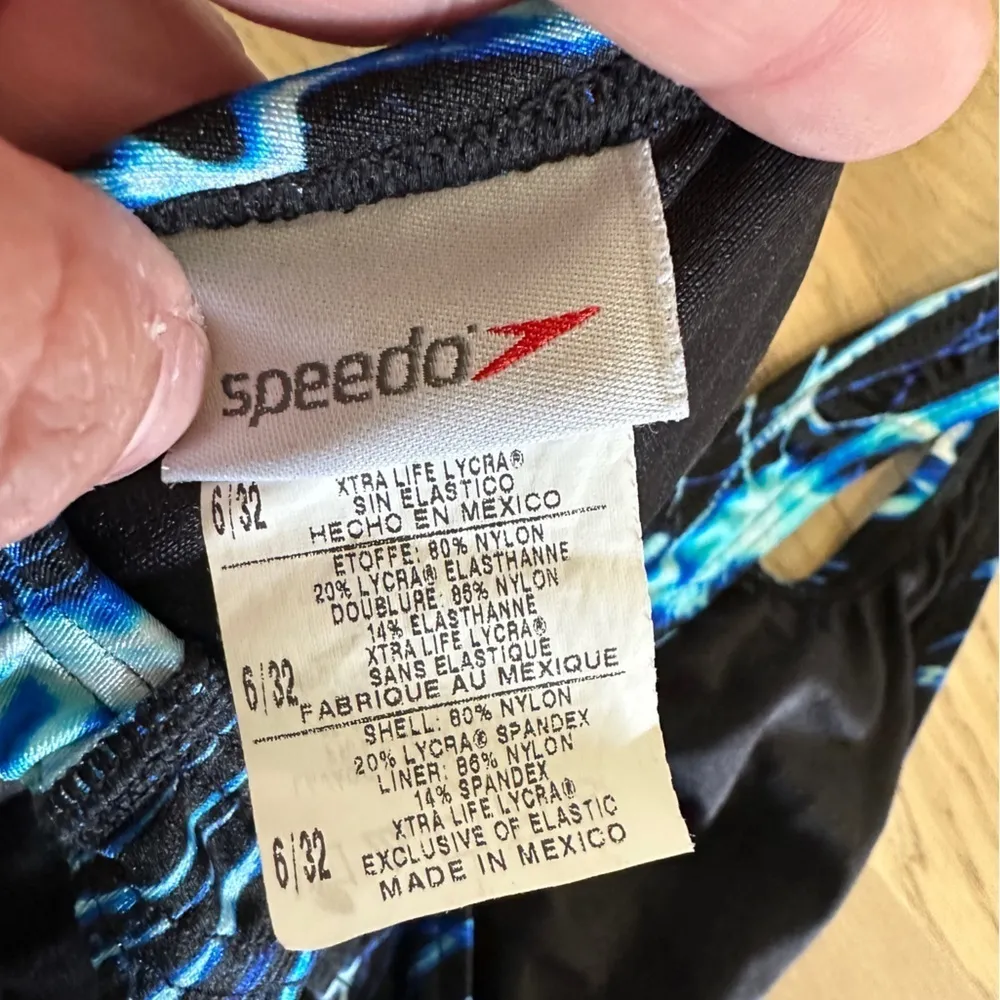 speedo
XTRA LIFE LYCRA®
SIN ELASTICO
6/32 HECHO EN MEXICO
ETOFFE: 80% NYLON
20% LYCRA® ELASTHANNE
DOUBLURE: 86% NYLON
14% ELASTHANNE
XTRA LIFE LYCRA®
SANS ELASTIQUE
6/32 FABRIQUE AU MEXIQUE
SHELL: 80% NYLON
20% LYCRA® SPANDEX
LINER: 86% NYLON
14% SPANDEX
XTRA LIFE LYCRA®
EXCLUSIVE OF ELASTIC
6/32 MADE IN MEXICO